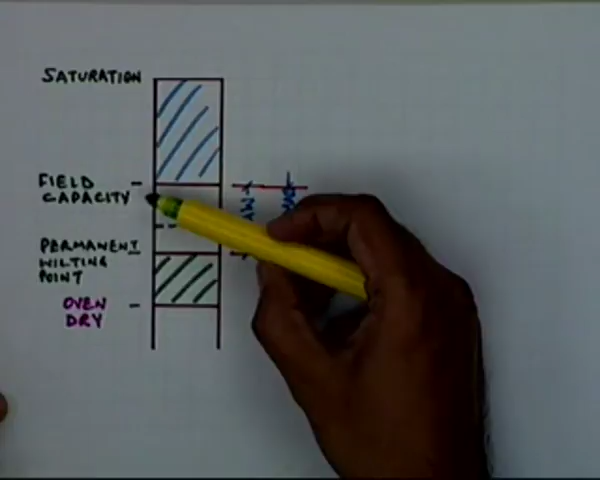 SATURATION
FIELD
CAPACITY
PERMANENT
WILTING
POINT
OVEN
DRY